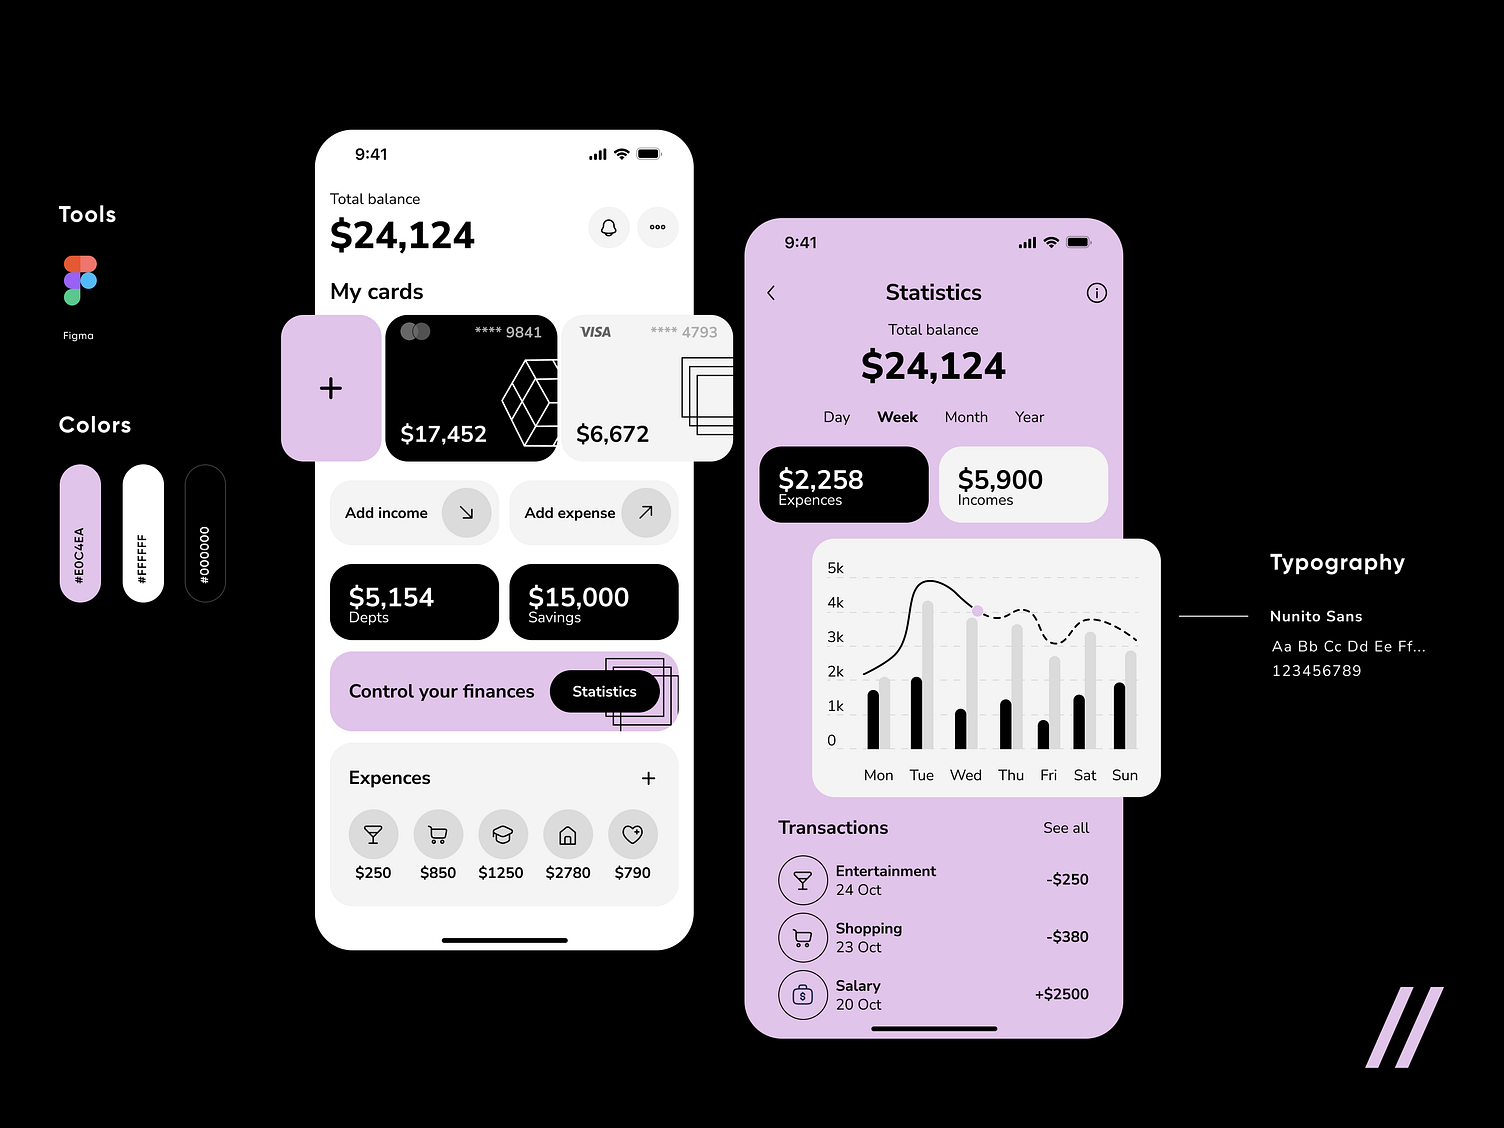 Tools
Figma
Colors
#E0C4EA
#FFFFFF
#000000
9:41
Total balance
$24,124
My cards
**** 9841
$17,452
VISA
**** 4793
$6,672
Add income
Add expense
$5,154
Depts
$15,000
Savings
Control your finances
Statistics
Expences
$250
$850
$1250
$2780
$790
9:41
Statistics
Total balance
$24,124
Day Week Month Year
$2,258
Expences
$5,900
Incomes
5k
4k
3k
2k
1k
0
Mon Tue Wed Thu Fri Sat Sun
Transactions
See all
Entertainment
24 Oct
-$250
Shopping
23 Oct
-$380
Salary
20 Oct
+$2500
Typography
Nunito Sans
Aa Bb Cc Dd Ee Ff...
123456789